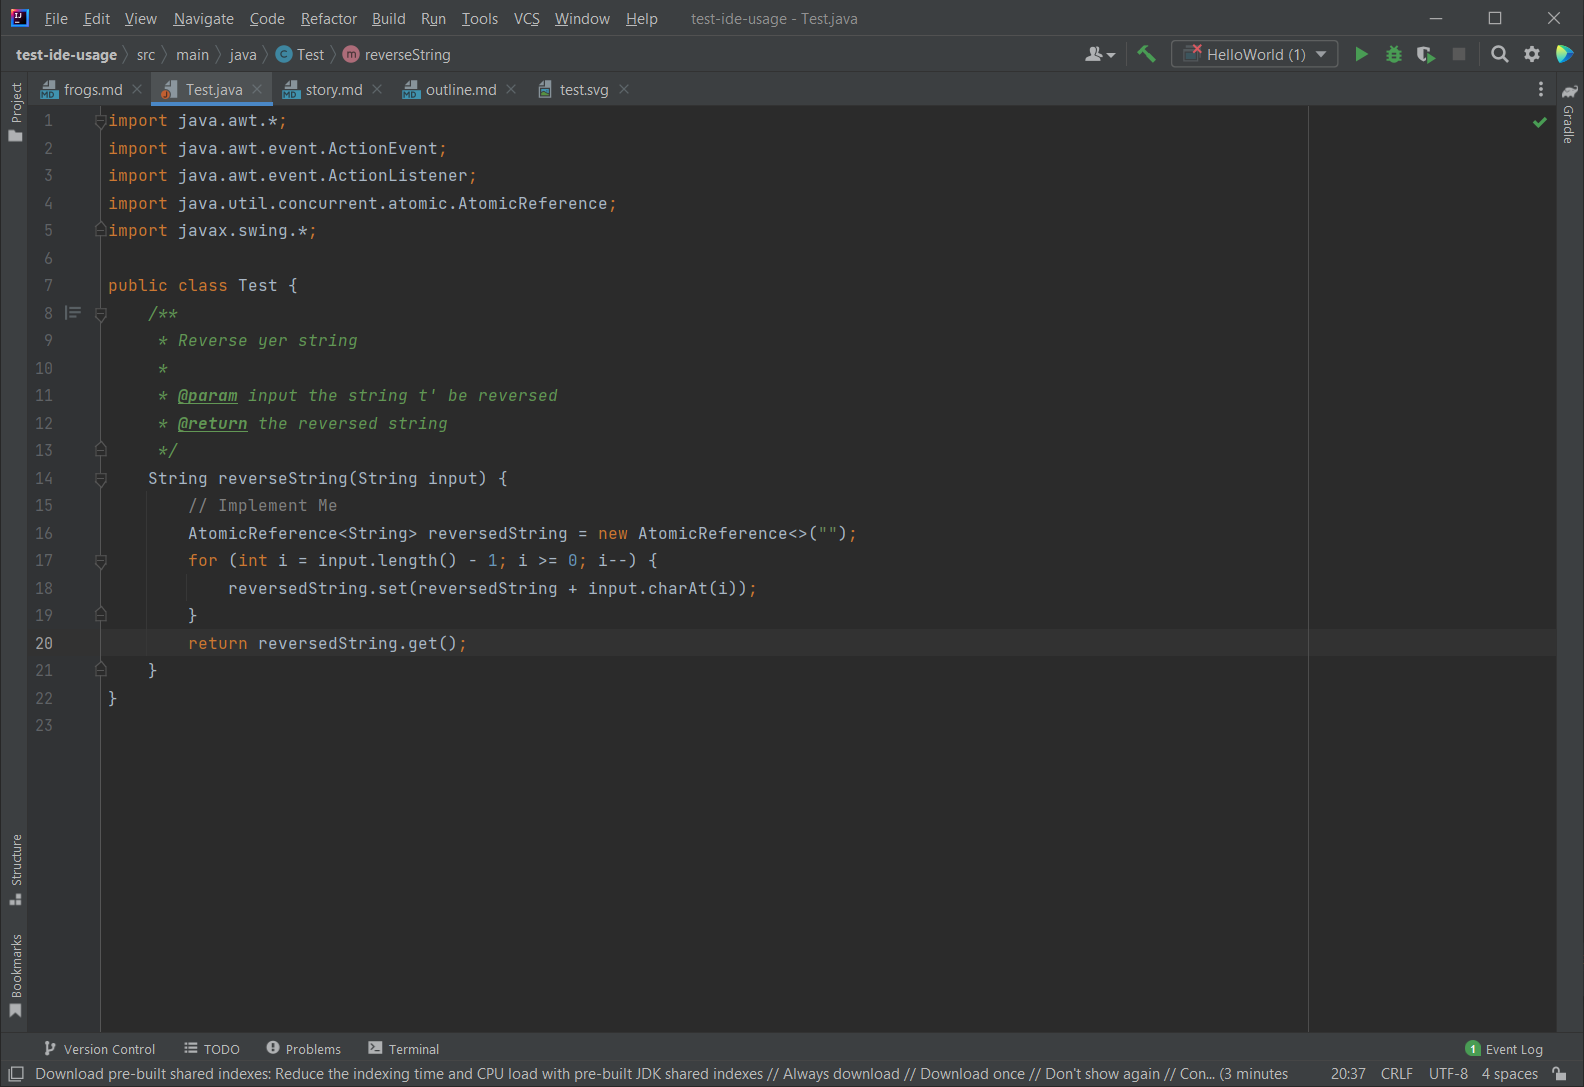 File Edit View Navigate Code Refactor Build Run Tools VCS Window Help test-ide-usage - Test.java
test-ide-usage src main java C Test m reverseString HelloWorld (1)
frogs.md Test.java story.md outline.md test.svg
Project
Gradle
1 import java.awt.*;
2 import java.awt.event.ActionEvent;
3 import java.awt.event.ActionListener;
4 import java.util.concurrent.atomic.AtomicReference;
5 import javax.swing.*;
6
7 public class Test {
8 /**
9 * Reverse yer string
10 *
11 * @param input the string t' be reversed
12 * @return the reversed string
13 */
14 String reverseString(String input) {
15 // Implement Me
16 AtomicReference<String> reversedString = new AtomicReference<>("");
17 for (int i = input.length() - 1; i >= 0; i--) {
18 reversedString.set(reversedString + input.charAt(i));
19 }
20 return reversedString.get();
21 }
22 }
23
Structure
Bookmarks
Version Control TODO Problems Terminal 1 Event Log
Download pre-built shared indexes: Reduce the indexing time and CPU load with pre-built JDK shared indexes // Always download // Download once // Don't show again // Con... (3 minutes 20:37 CRLF UTF-8 4 spaces